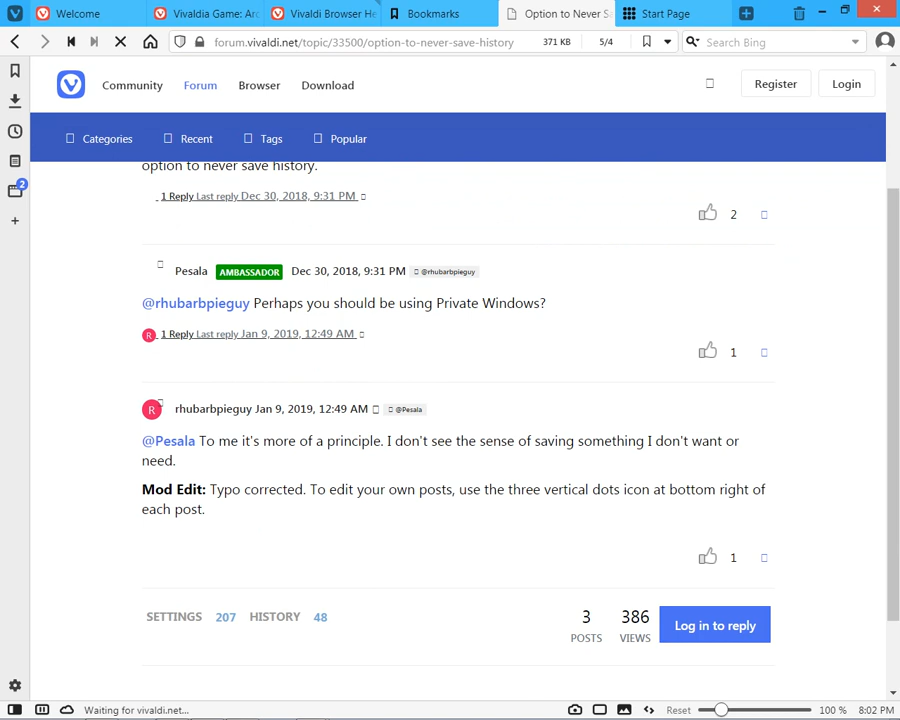 Welcome
Vivaldia Game: Arc
Vivaldi Browser He
Bookmarks
Option to Never Sa
Start Page
forum.vivaldi.net/topic/33500/option-to-never-save-history
371 KB
5/4
Search Bing
Community
Forum
Browser
Download
Register
Login
2
Categories
Recent
Tags
Popular
option to never save history.
1 Reply Last reply Dec 30, 2018, 9:31 PM
2
Pesala AMBASSADOR Dec 30, 2018, 9:31 PM @rhubarbpieguy
@rhubarbpieguy Perhaps you should be using Private Windows?
R 1 Reply Last reply Jan 9, 2019, 12:49 AM
1
R rhubarbpieguy Jan 9, 2019, 12:49 AM @Pesala
@Pesala To me it's more of a principle. I don't see the sense of saving something I don't want or
need.
Mod Edit: Typo corrected. To edit your own posts, use the three vertical dots icon at bottom right of
each post.
1
SETTINGS 207 HISTORY 48
3
POSTS
386
VIEWS
Log in to reply
Waiting for vivaldi.net...
Reset
100 %
8:02 PM